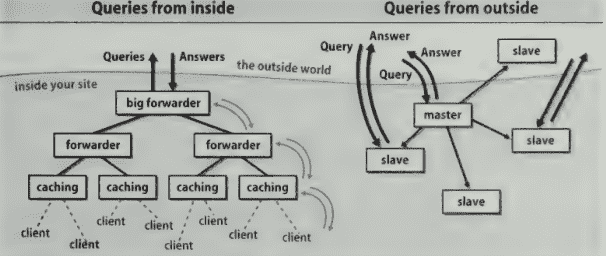 Queries from inside
Queries from outside
Queries
Answers
the outside world
inside your site
big forwarder
forwarder
forwarder
caching
caching
caching
caching
client
client
client
client
client
client
client
client
Query
Answer
Answer
Query
slave
master
slave
slave
slave